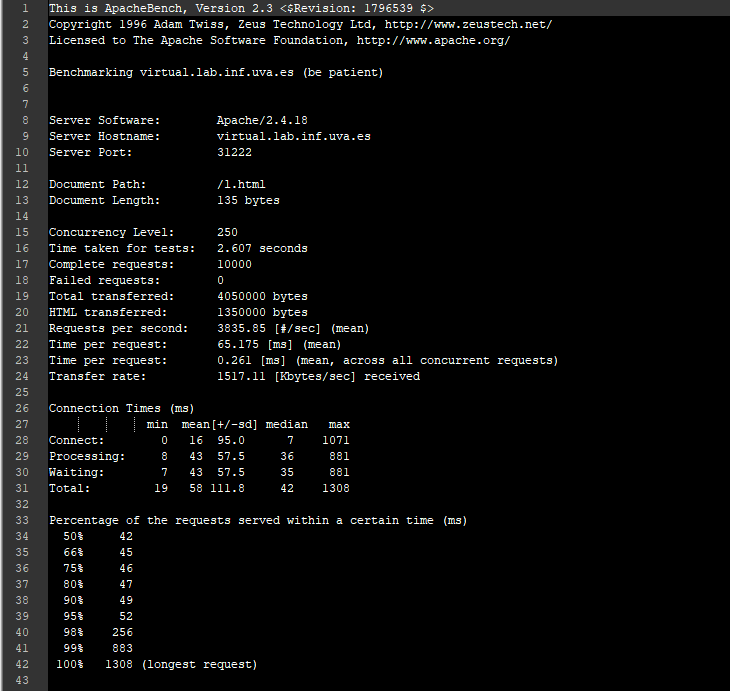 1 This is ApacheBench, Version 2.3 <$Revision: 1796539 $>
2 Copyright 1996 Adam Twiss, Zeus Technology Ltd, http://www.zeustech.net/
3 Licensed to The Apache Software Foundation, http://www.apache.org/
4
5 Benchmarking virtual.lab.inf.uva.es (be patient)
6
7
8 Server Software:        Apache/2.4.18
9 Server Hostname:        virtual.lab.inf.uva.es
10 Server Port:            31222
11
12 Document Path:          /1.html
13 Document Length:        135 bytes
14
15 Concurrency Level:      250
16 Time taken for tests:   2.607 seconds
17 Complete requests:      10000
18 Failed requests:        0
19 Total transferred:      4050000 bytes
20 HTML transferred:       1350000 bytes
21 Requests per second:    3835.85 [#/sec] (mean)
22 Time per request:       65.175 [ms] (mean)
23 Time per request:       0.261 [ms] (mean, across all concurrent requests)
24 Transfer rate:          1517.11 [Kbytes/sec] received
25
26 Connection Times (ms)
27               min  mean[+/-sd] median   max
28 Connect:        0   16  95.0      7    1071
29 Processing:     8   43  57.5     36     881
30 Waiting:        7   43  57.5     35     881
31 Total:         19   58 111.8     42    1308
32
33 Percentage of the requests served within a certain time (ms)
34   50%     42
35   66%     45
36   75%     46
37   80%     47
38   90%     49
39   95%     52
40   98%    256
41   99%    883
42  100%   1308 (longest request)
43